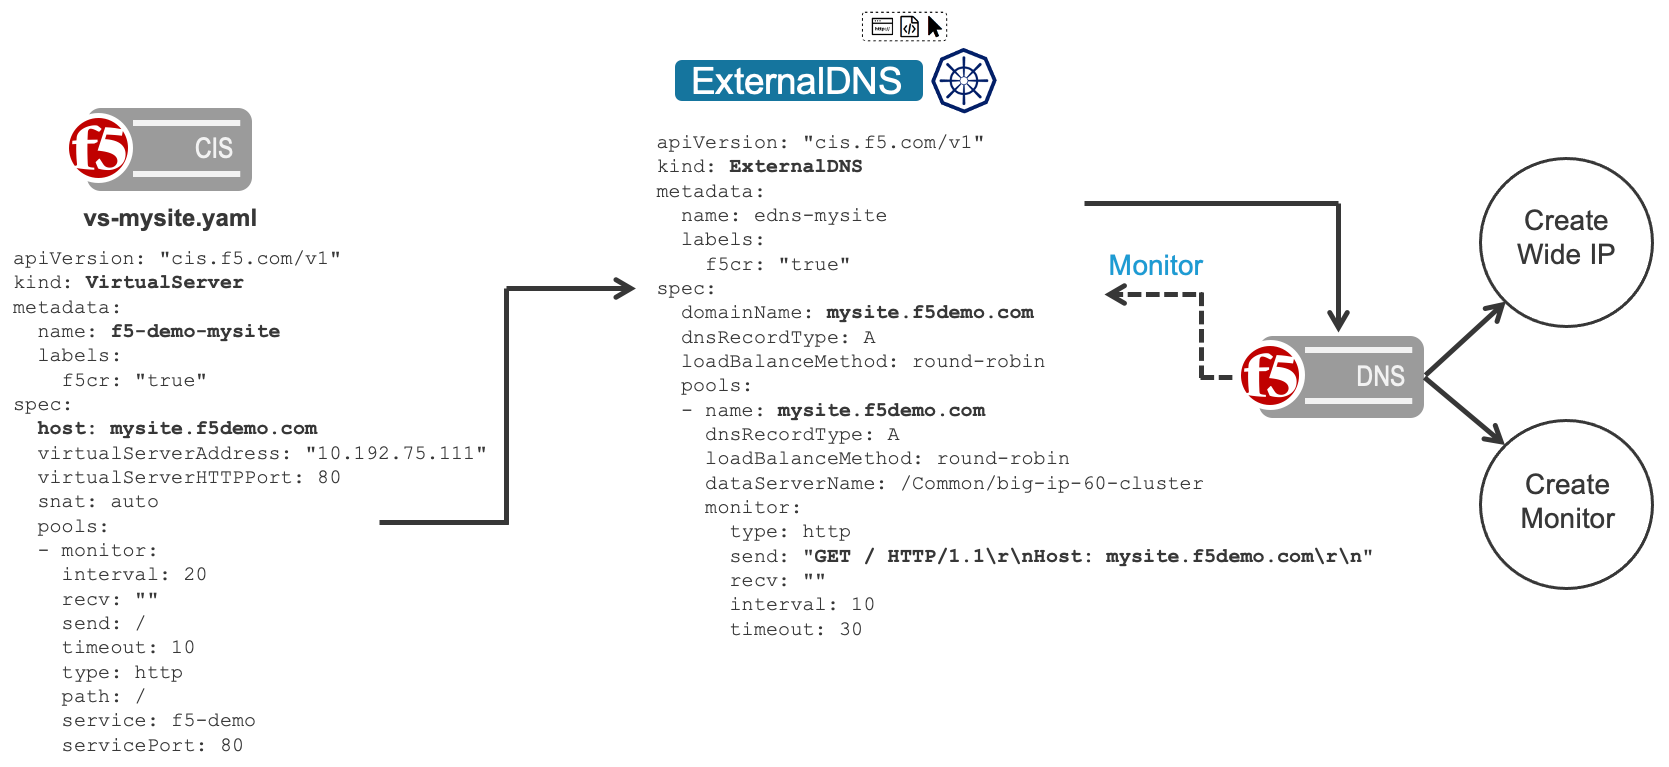 http://
</>
ExternalDNS
f5 CIS
vs-mysite.yaml
apiVersion: "cis.f5.com/v1"
kind: VirtualServer
metadata:
  name: f5-demo-mysite
  labels:
    f5cr: "true"
spec:
  host: mysite.f5demo.com
  virtualServerAddress: "10.192.75.111"
  virtualServerHTTPPort: 80
  snat: auto
  pools:
  - monitor:
    interval: 20
    recv: ""
    send: /
    timeout: 10
    type: http
    path: /
    service: f5-demo
    servicePort: 80
apiVersion: "cis.f5.com/v1"
kind: ExternalDNS
metadata:
  name: edns-mysite
  labels:
    f5cr: "true"
spec:
  domainName: mysite.f5demo.com
  dnsRecordType: A
  loadBalanceMethod: round-robin
  pools:
  - name: mysite.f5demo.com
    dnsRecordType: A
    loadBalanceMethod: round-robin
    dataServerName: /Common/big-ip-60-cluster
    monitor:
      type: http
      send: "GET / HTTP/1.1\r\nHost: mysite.f5demo.com\r\n"
      recv: ""
      interval: 10
      timeout: 30
Monitor
f5 DNS
Create
Wide IP
Create
Monitor